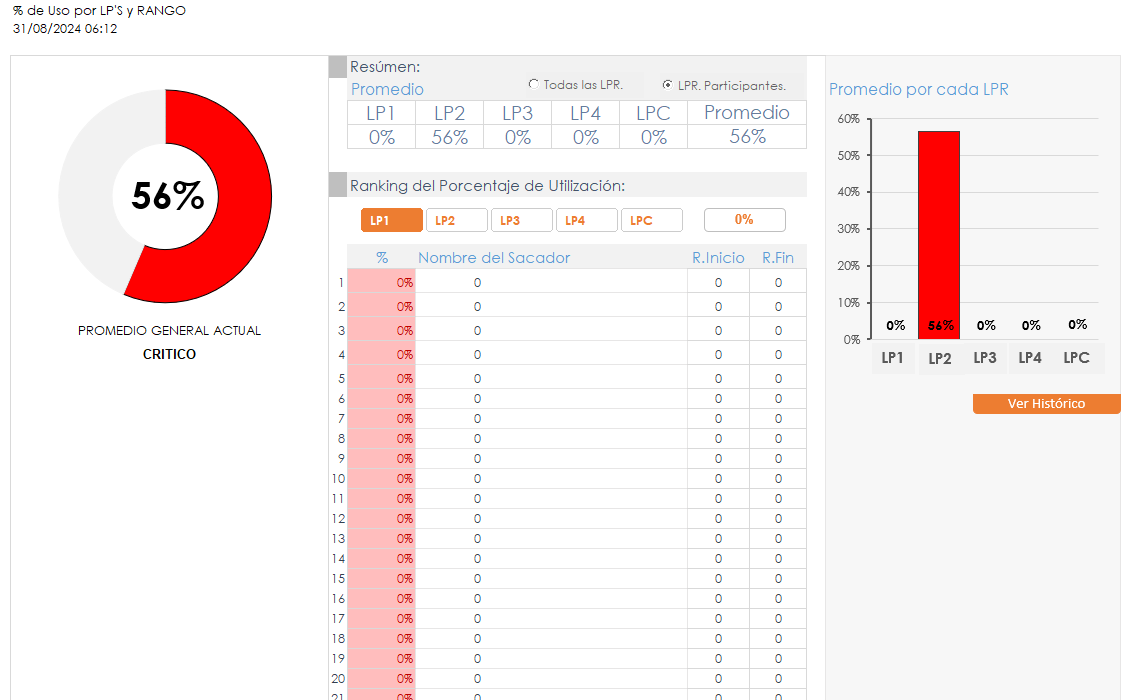 % de Uso por LP'S y RANGO
31/08/2024 06:12
56%
PROMEDIO GENERAL ACTUAL
CRITICO
Resúmen:
Promedio
Todas las LPR.
LPR. Participantes.
LP1 LP2 LP3 LP4 LPC Promedio
0% 56% 0% 0% 0% 56%
Ranking del Porcentaje de Utilización:
LP1 LP2 LP3 LP4 LPC 0%
% Nombre del Sacador R.Inicio R.Fin
1 0% 0 0 0
2 0% 0 0 0
3 0% 0 0 0
4 0% 0 0 0
5 0% 0 0 0
6 0% 0 0 0
7 0% 0 0 0
8 0% 0 0 0
9 0% 0 0 0
10 0% 0 0 0
11 0% 0 0 0
12 0% 0 0 0
13 0% 0 0 0
14 0% 0 0 0
15 0% 0 0 0
16 0% 0 0 0
17 0% 0 0 0
18 0% 0 0 0
19 0% 0 0 0
20 0% 0 0 0
21 0% 0 0 0
Promedio por cada LPR
60%
50%
40%
30%
20%
10%
0%
0% 56% 0% 0% 0%
LP1 LP2 LP3 LP4 LPC
Ver Histórico